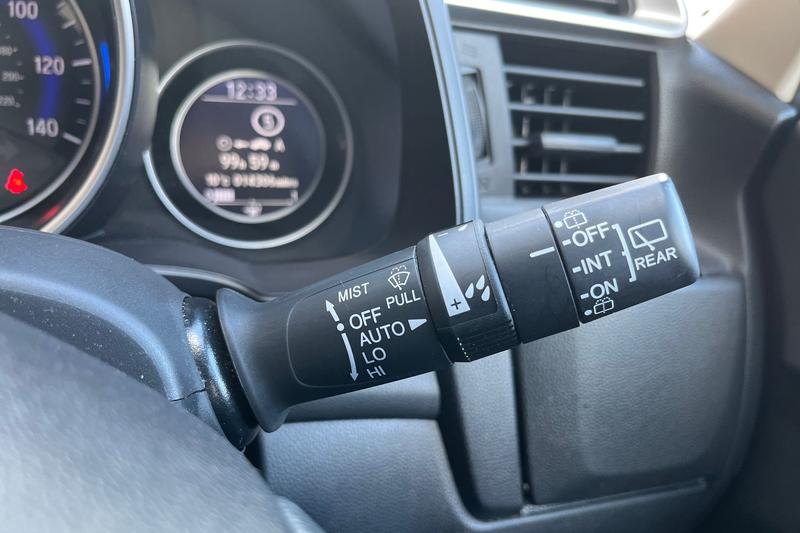 100
120
140
12:33
A
MIST
PULL
OFF
AUTO
LO
HI
+
OFF
INT
ON
REAR